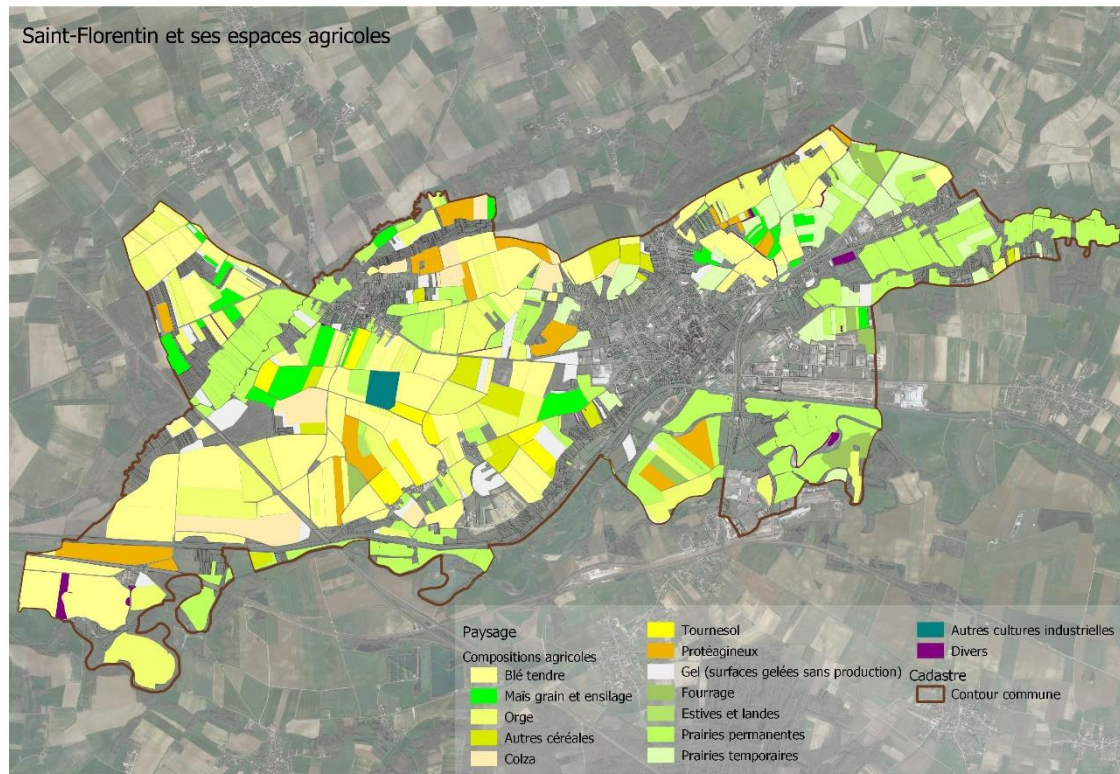 Saint-Florentin et ses espaces agricoles
Paysage
Compositions agricoles
Blé tendre
Maïs grain et ensilage
Orge
Autres céréales
Colza
Tournesol
Protéagineux
Gel (surfaces gelées sans production)
Fourrage
Estives et landes
Prairies permanentes
Prairies temporaires
Autres cultures industrielles
Divers
Cadastre
Contour commune